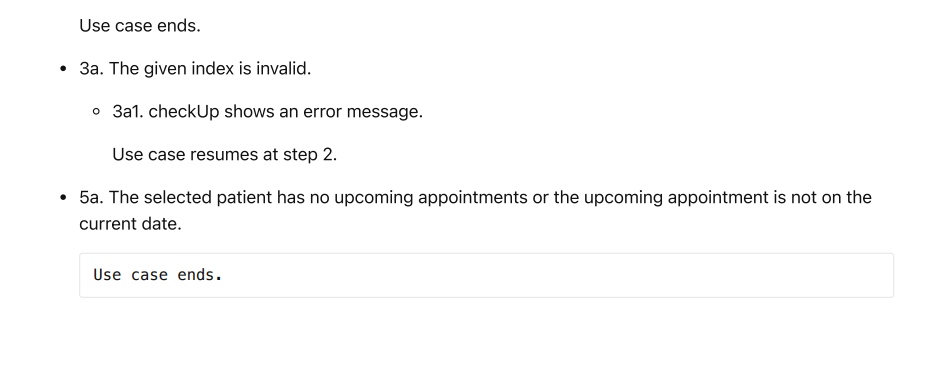 Use case ends.
• 3a. The given index is invalid.
◦ 3a1. checkUp shows an error message.
Use case resumes at step 2.
• 5a. The selected patient has no upcoming appointments or the upcoming appointment is not on the
current date.
Use case ends.